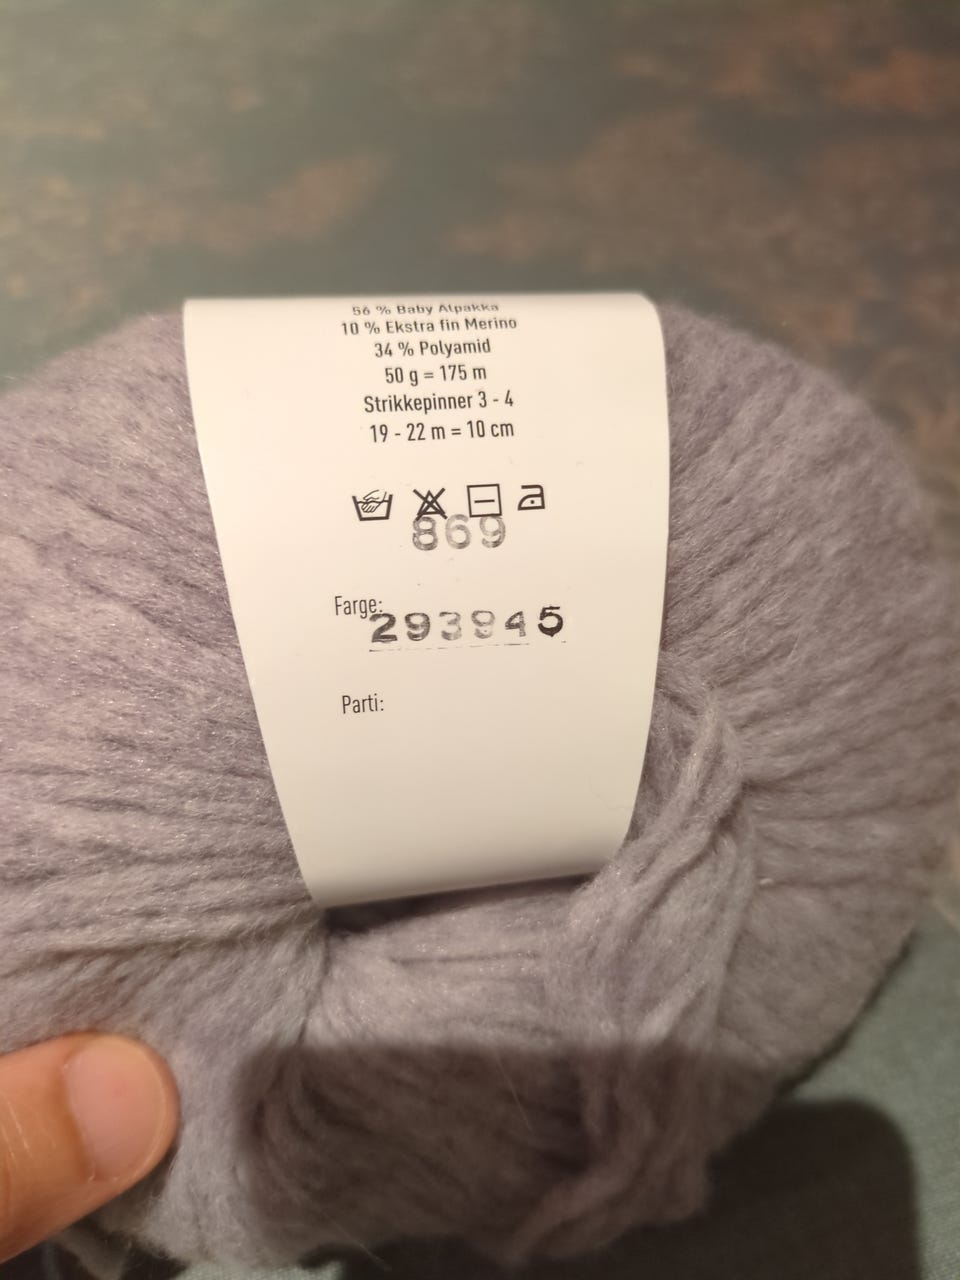 56 % Baby Alpakka
10 % Ekstra fin Merino
34 % Polyamid
50 g = 175 m
Strikkepinner 3 - 4
19 - 22 m = 10 cm
869
Farge:
293945
Parti: